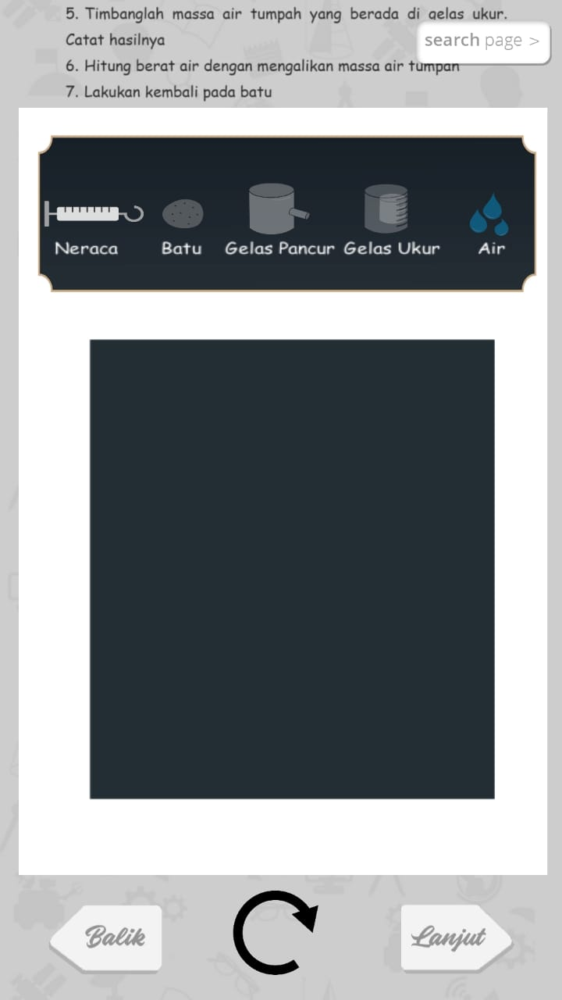 5. Timbanglah massa air tumpah yang berada di gelas ukur.
Catat hasilnya
search page >
6. Hitung berat air dengan mengalikan massa air tumpah
7. Lakukan kembali pada batu
Neraca Batu Gelas Pancur Gelas Ukur Air
Balik
Lanjut